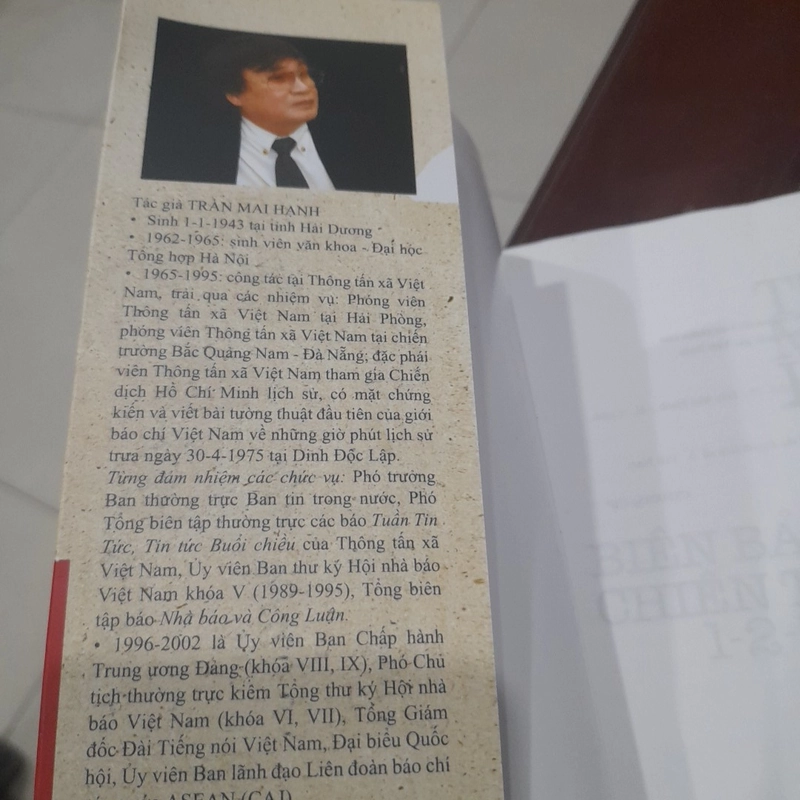 Tác giả TRẦN MAI HẠNH
• Sinh 1-1-1943 tại tỉnh Hải Dương
• 1962-1965: sinh viên văn khoa - Đại học
Tổng hợp Hà Nội
• 1965-1995: công tác tại Thông tấn xã Việt
Nam, trải qua các nhiệm vụ: Phóng viên
Thông tấn xã Việt Nam tại Hải Phòng,
phóng viên Thông tấn xã Việt Nam tại chiến
trường Bắc Quảng Nam - Đà Nẵng; đặc phái
viên Thông tấn xã Việt Nam tham gia Chiến
dịch Hồ Chí Minh lịch sử, có mặt chứng
kiến và viết bài tường thuật đầu tiên của giới
báo chí Việt Nam về những giờ phút lịch sử
trưa ngày 30-4-1975 tại Dinh Độc Lập.
Từng đảm nhiệm các chức vụ: Phó trưởng
Ban thường trực Ban tin trong nước, Phó
Tổng biên tập thường trực các báo Tuần Tin
Tức, Tin tức Buổi chiều của Thông tấn xã
Việt Nam, Ủy viên Ban thư ký Hội nhà báo
Việt Nam khóa V (1989-1995), Tổng biên
tập báo Nhà báo và Công Luận.
• 1996-2002 là Ủy viên Ban Chấp hành
Trung ương Đảng (khóa VIII, IX), Phó Chủ
tịch thường trực kiêm Tổng thư ký Hội nhà
báo Việt Nam (khóa VI, VII), Tổng Giám
đốc Đài Tiếng nói Việt Nam, Đại biểu Quốc
hội, Ủy viên Ban lãnh đạo Liên đoàn báo chí
ASEAN (CAJ)